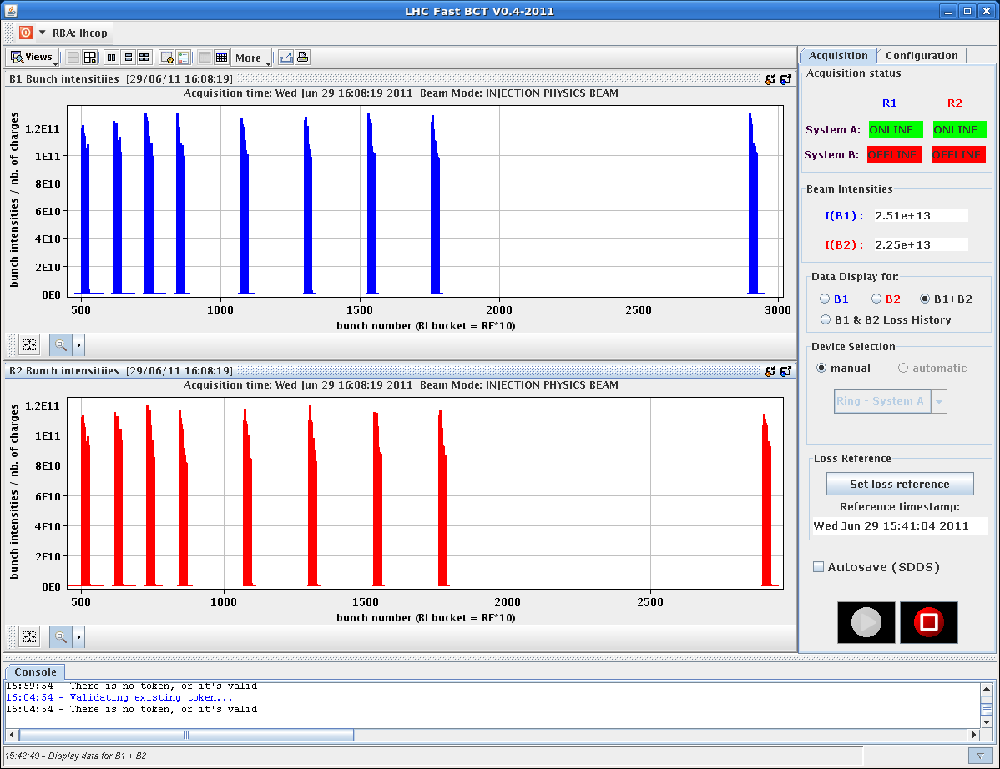 LHC Fast BCT V0.4-2011
RBA: lhcop
Views
More
B1 Bunch intensitiies [29/06/11 16:08:19]
Acquisition time: Wed Jun 29 16:08:19 2011 Beam Mode: INJECTION PHYSICS BEAM
bunch intensities / nb. of charges
1.2E11
1E11
8E10
6E10
4E10
2E10
0E0
500 1000 1500 2000 2500 3000
bunch number (BI bucket = RF*10)
B2 Bunch intensitiies [29/06/11 16:08:19]
Acquisition time: Wed Jun 29 16:08:19 2011 Beam Mode: INJECTION PHYSICS BEAM
bunch intensities / nb. of charges
1.2E11
1E11
8E10
6E10
4E10
2E10
0E0
500 1000 1500 2000 2500
bunch number (BI bucket = RF*10)
Acquisition Configuration
Acquisition status
R1 R2
System A: ONLINE ONLINE
System B: OFFLINE OFFLINE
Beam Intensities
I(B1) : 2.51e+13
I(B2) : 2.25e+13
Data Display for:
B1 B2 B1+B2
B1 & B2 Loss History
Device Selection
manual automatic
Ring - System A
Loss Reference
Set loss reference
Reference timestamp:
Wed Jun 29 15:41:04 2011
Autosave (SDDS)
Console
15:59:54 - There is no token, or it's valid
16:04:54 - Validating existing token...
16:04:54 - There is no token, or it's valid
15:42:49 - Display data for B1 + B2